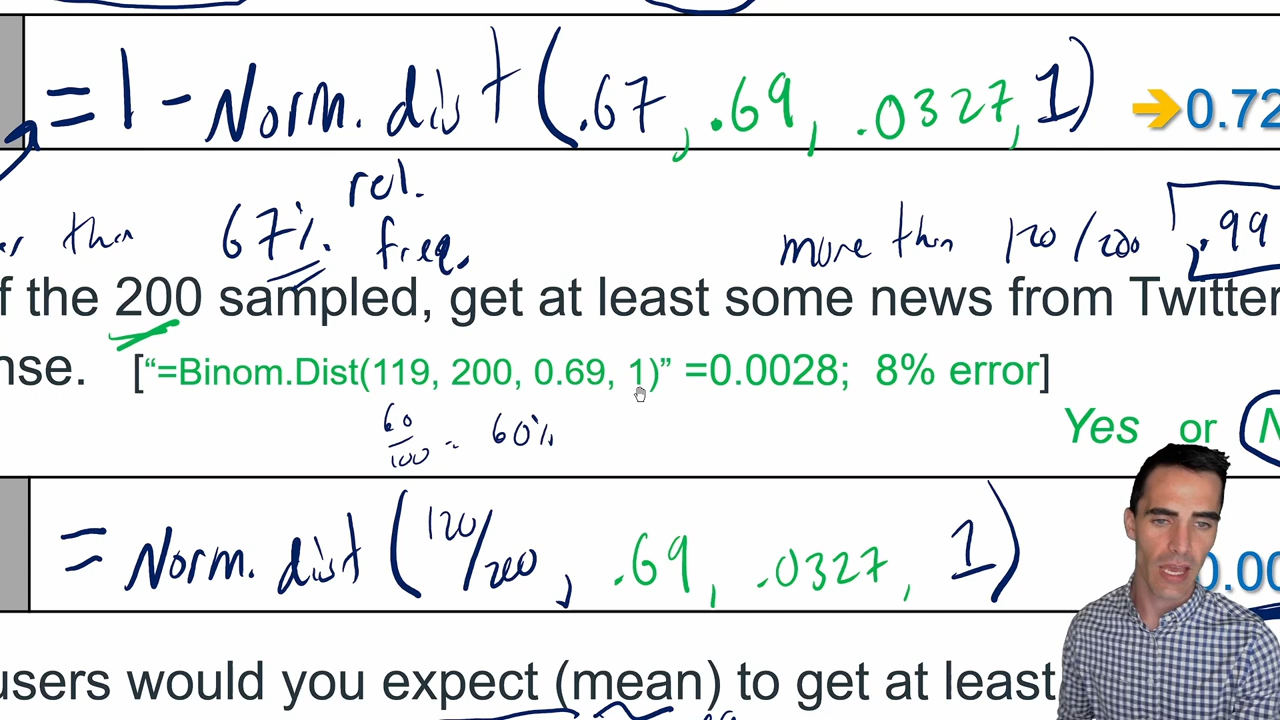 = 1 - Norm. dist (.67, .69, .0327, 1) 0.72
than 67% rel. freq. more than 120/200 .99
f the 200 sampled, get at least some news from Twitter
nse. [“=Binom.Dist(119, 200, 0.69, 1)” =0.0028; 8% error]
60/100 = 60% Yes or N
= Norm. dist (120/200, .69, .0327, 1) 0.00
users would you expect (mean) to get at least